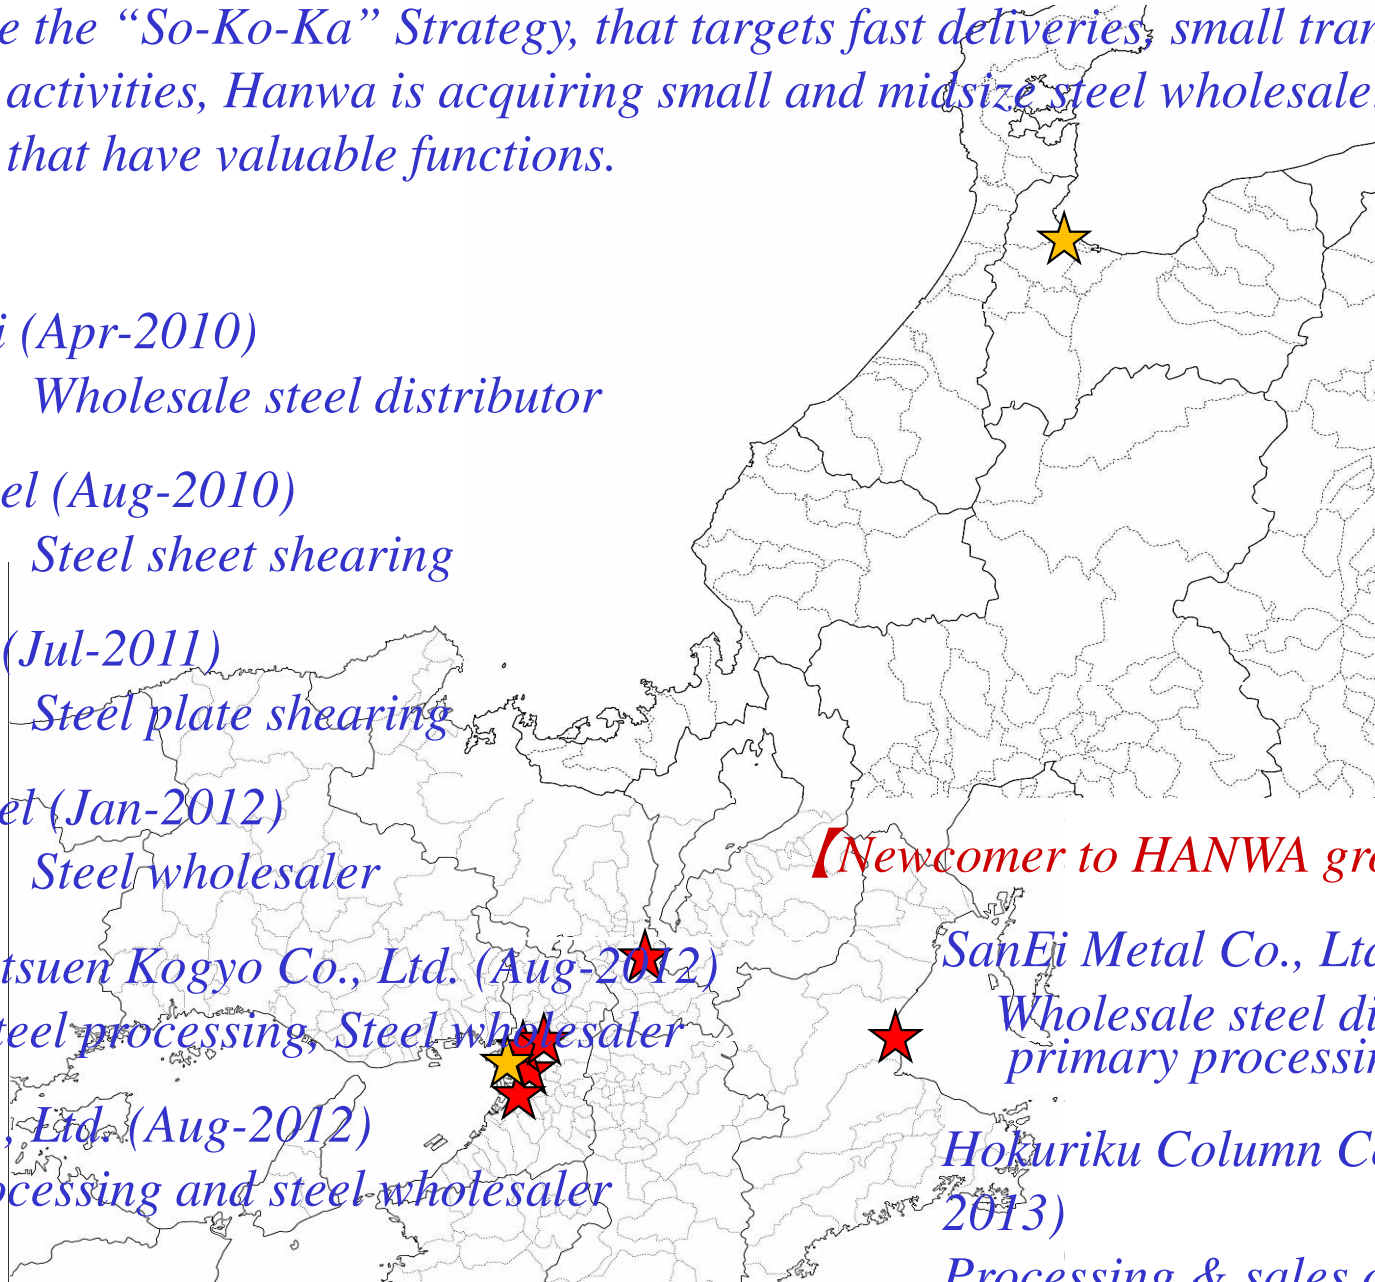 e the “So-Ko-Ka” Strategy, that targets fast deliveries, small tran
activities, Hanwa is acquiring small and midsize steel wholesale
that have valuable functions.
i (Apr-2010)
Wholesale steel distributor
el (Aug-2010)
Steel sheet shearing
(Jul-2011)
Steel plate shearing
el (Jan-2012)
Steel wholesaler
tsuen Kogyo Co., Ltd. (Aug-2012)
teel processing, Steel wholesaler
, Ltd. (Aug-2012)
ocessing and steel wholesaler
【Newcomer to HANWA gro
SanEi Metal Co., Ltd
Wholesale steel di
primary processin
Hokuriku Column Co
2013)
Processing & sales o